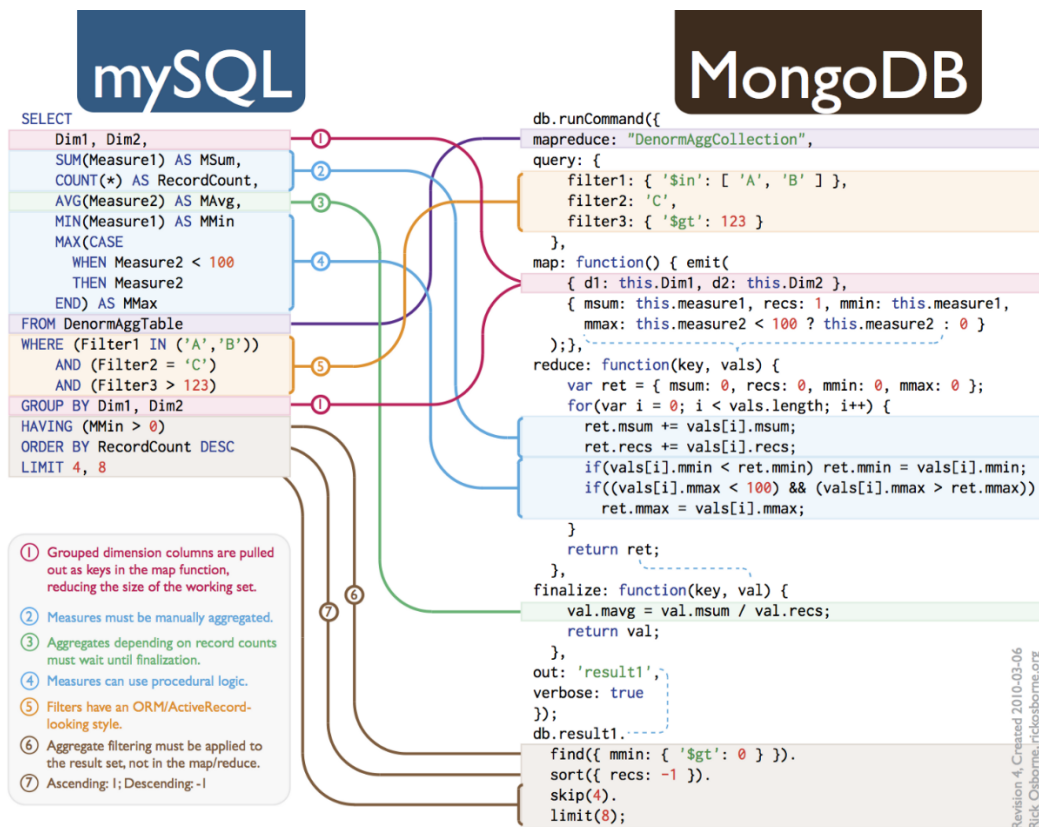 mySQL
SELECT
Dim1, Dim2,
SUM(Measure1) AS MSum,
COUNT(*) AS RecordCount,
AVG(Measure2) AS MAvg,
MIN(Measure1) AS MMin
MAX(CASE
WHEN Measure2 < 100
THEN Measure2
END) AS MMax
FROM DenormAggTable
WHERE (Filter1 IN ('A','B'))
AND (Filter2 = ‘C’)
AND (Filter3 > 123)
GROUP BY Dim1, Dim2
HAVING (MMin > 0)
ORDER BY RecordCount DESC
LIMIT 4, 8
1
2
3
4
5
1
7
6
1 Grouped dimension columns are pulled
out as keys in the map function,
reducing the size of the working set.
2 Measures must be manually aggregated.
3 Aggregates depending on record counts
must wait until finalization.
4 Measures can use procedural logic.
5 Filters have an ORM/ActiveRecord-
looking style.
6 Aggregate filtering must be applied to
the result set, not in the map/reduce.
7 Ascending: 1; Descending: -1
MongoDB
db.runCommand({
mapreduce: "DenormAggCollection",
query: {
filter1: { '$in': [ 'A', 'B' ] },
filter2: 'C',
filter3: { '$gt': 123 }
},
map: function() { emit(
{ d1: this.Dim1, d2: this.Dim2 },
{ msum: this.measure1, recs: 1, mmin: this.measure1,
mmax: this.measure2 < 100 ? this.measure2 : 0 }
);},
reduce: function(key, vals) {
var ret = { msum: 0, recs: 0, mmin: 0, mmax: 0 };
for(var i = 0; i < vals.length; i++) {
ret.msum += vals[i].msum;
ret.recs += vals[i].recs;
if(vals[i].mmin < ret.mmin) ret.mmin = vals[i].mmin;
if((vals[i].mmax < 100) && (vals[i].mmax > ret.mmax))
ret.mmax = vals[i].mmax;
}
return ret;
},
finalize: function(key, val) {
val.mavg = val.msum / val.recs;
return val;
},
out: 'result1',
verbose: true
});
db.result1.
find({ mmin: { '$gt': 0 } }).
sort({ recs: -1 }).
skip(4).
limit(8);
Revision 4, Created 2010-03-06
Rick Osborne, rickosborne.org